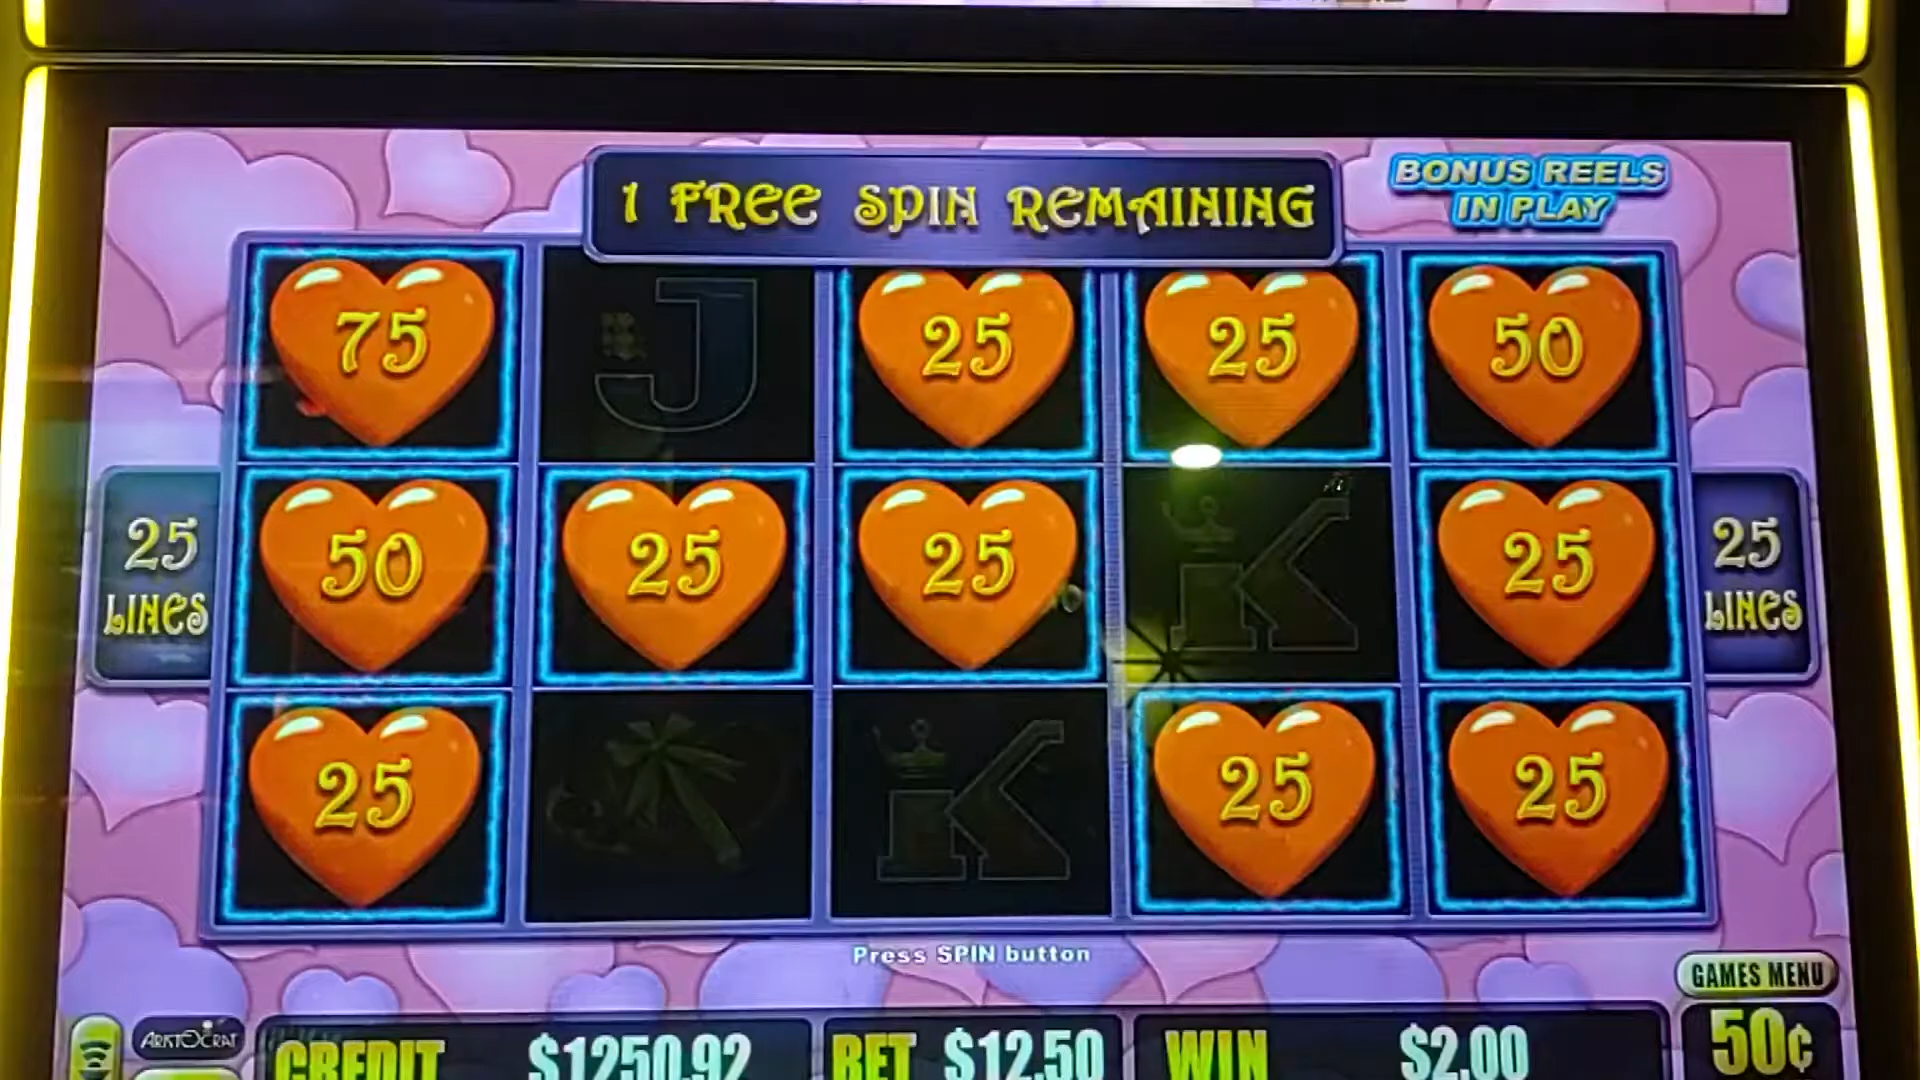 1 FREE SPIN REMAINING
BONUS REELS
IN PLAY
75
J
25
25
50
50
25
25
K
25
25
K
25
25
25
LINES
25
LINES
Press SPIN button
GAMES MENU
ARISTOCRAT
CREDIT $1250.92
BET $12.50
WIN $2.00
50¢